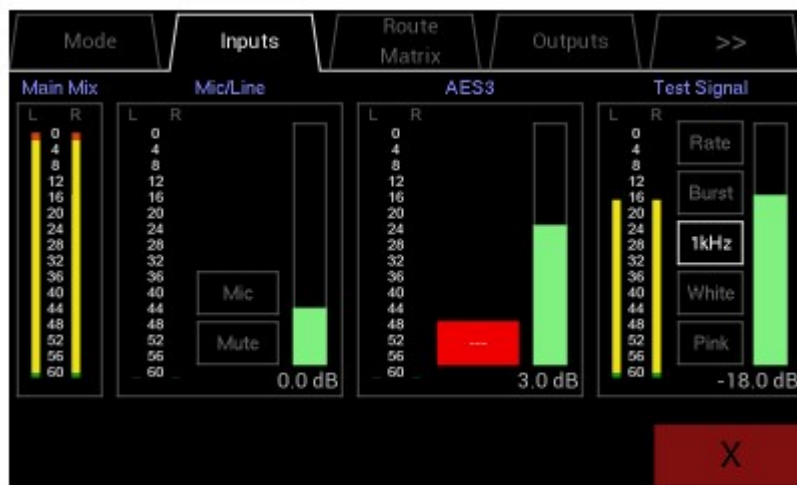 Mode
Inputs
Route
Matrix
Outputs
>>
Main Mix
L R
0
4
8
12
16
20
24
28
32
36
40
44
48
52
56
60
Mic/Line
L R
0
4
8
12
16
20
24
28
32
36
40
44
48
52
56
60
Mic
Mute
0.0 dB
AES3
L R
0
4
8
12
16
20
24
28
32
36
40
44
48
52
56
60
---
3.0 dB
Test Signal
L R
0
4
8
12
16
20
24
28
32
36
40
44
48
52
56
60
Rate
Burst
1kHz
White
Pink
-18.0 dB
X